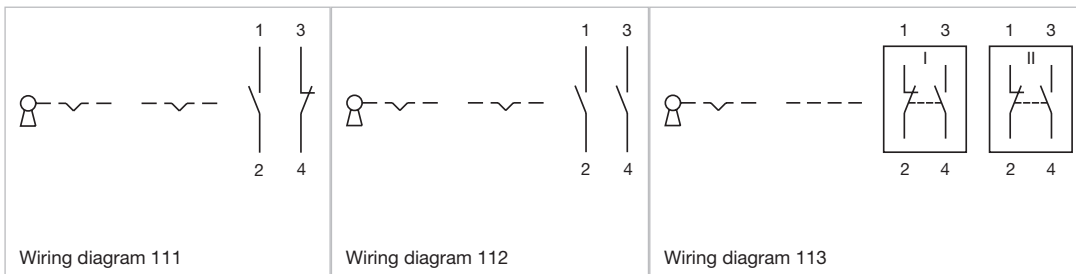 1 3
2 4
Wiring diagram 111
1 3
2 4
Wiring diagram 112
1 3 1 3
I II
2 4 2 4
Wiring diagram 113